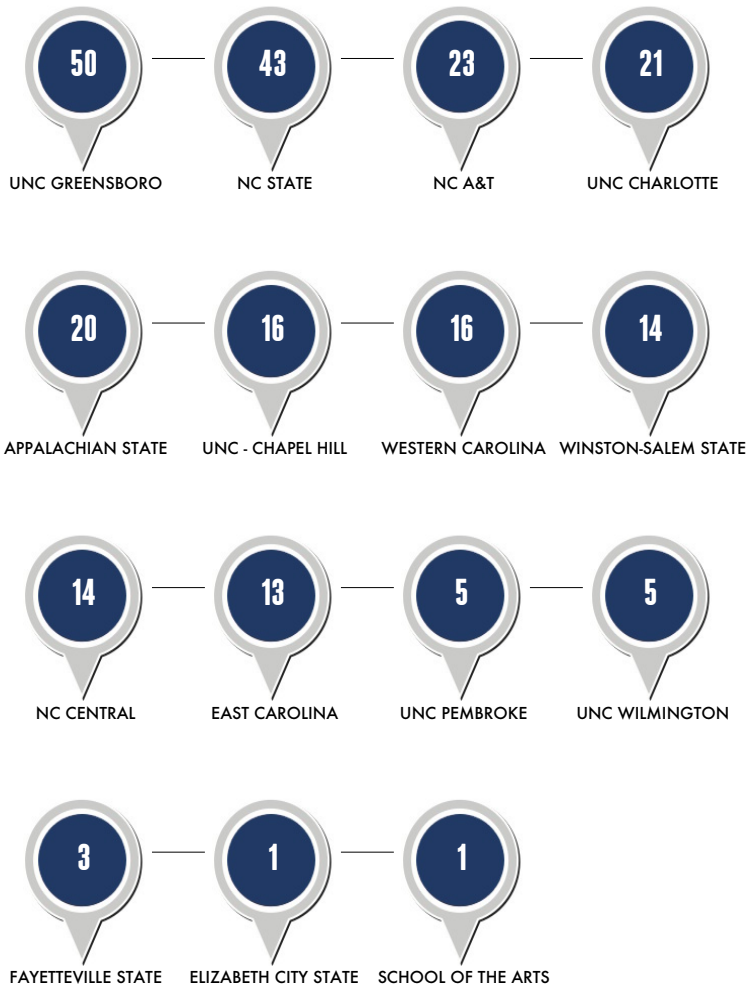 50 43 23 21
UNC GREENSBORO NC STATE NC A&T UNC CHARLOTTE
20 16 16 14
APPALACHIAN STATE UNC - CHAPEL HILL WESTERN CAROLINA WINSTON-SALEM STATE
14 13 5 5
NC CENTRAL EAST CAROLINA UNC PEMBROKE UNC WILMINGTON
3 1 1
FAYETTEVILLE STATE ELIZABETH CITY STATE SCHOOL OF THE ARTS